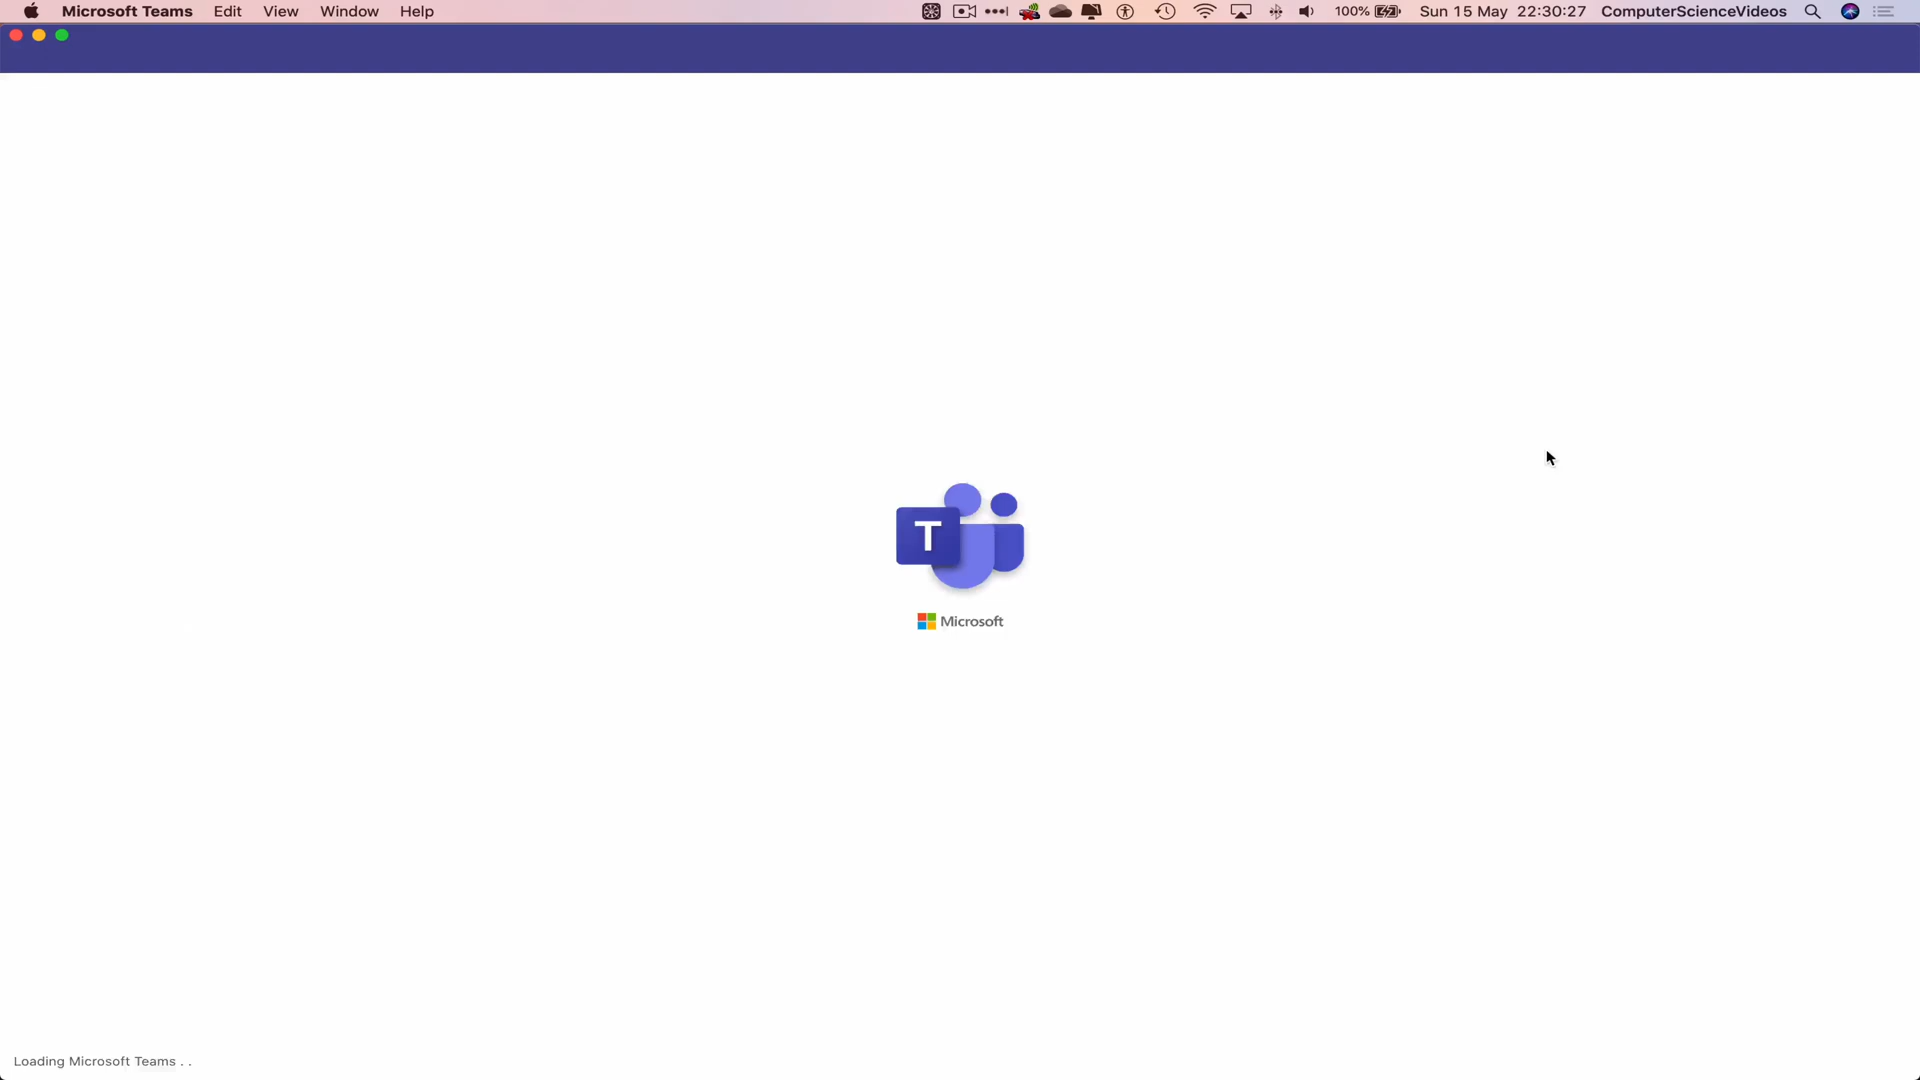 Microsoft Teams Edit View Window Help 100% Sun 15 May 22:30:27 ComputerScienceVideos
T
Microsoft
Loading Microsoft Teams . .